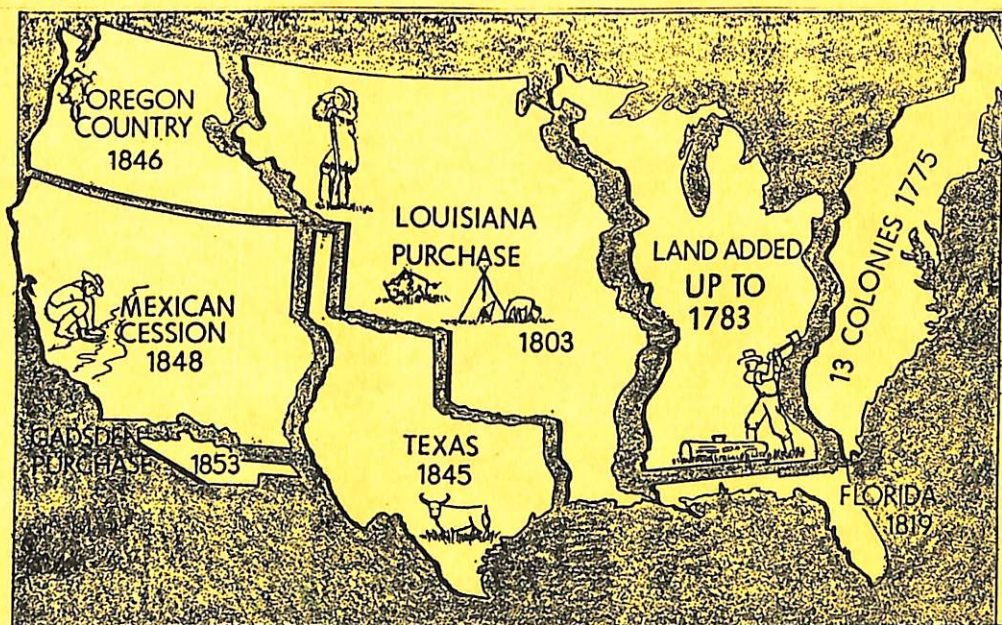 OREGON
COUNTRY
1846
LOUISIANA
PURCHASE
1803
LAND ADDED
UP TO
1783
13 COLONIES 1775
MEXICAN
CESSION
1848
GADSDEN
PURCHASE
1853
TEXAS
1845
FLORIDA
1819